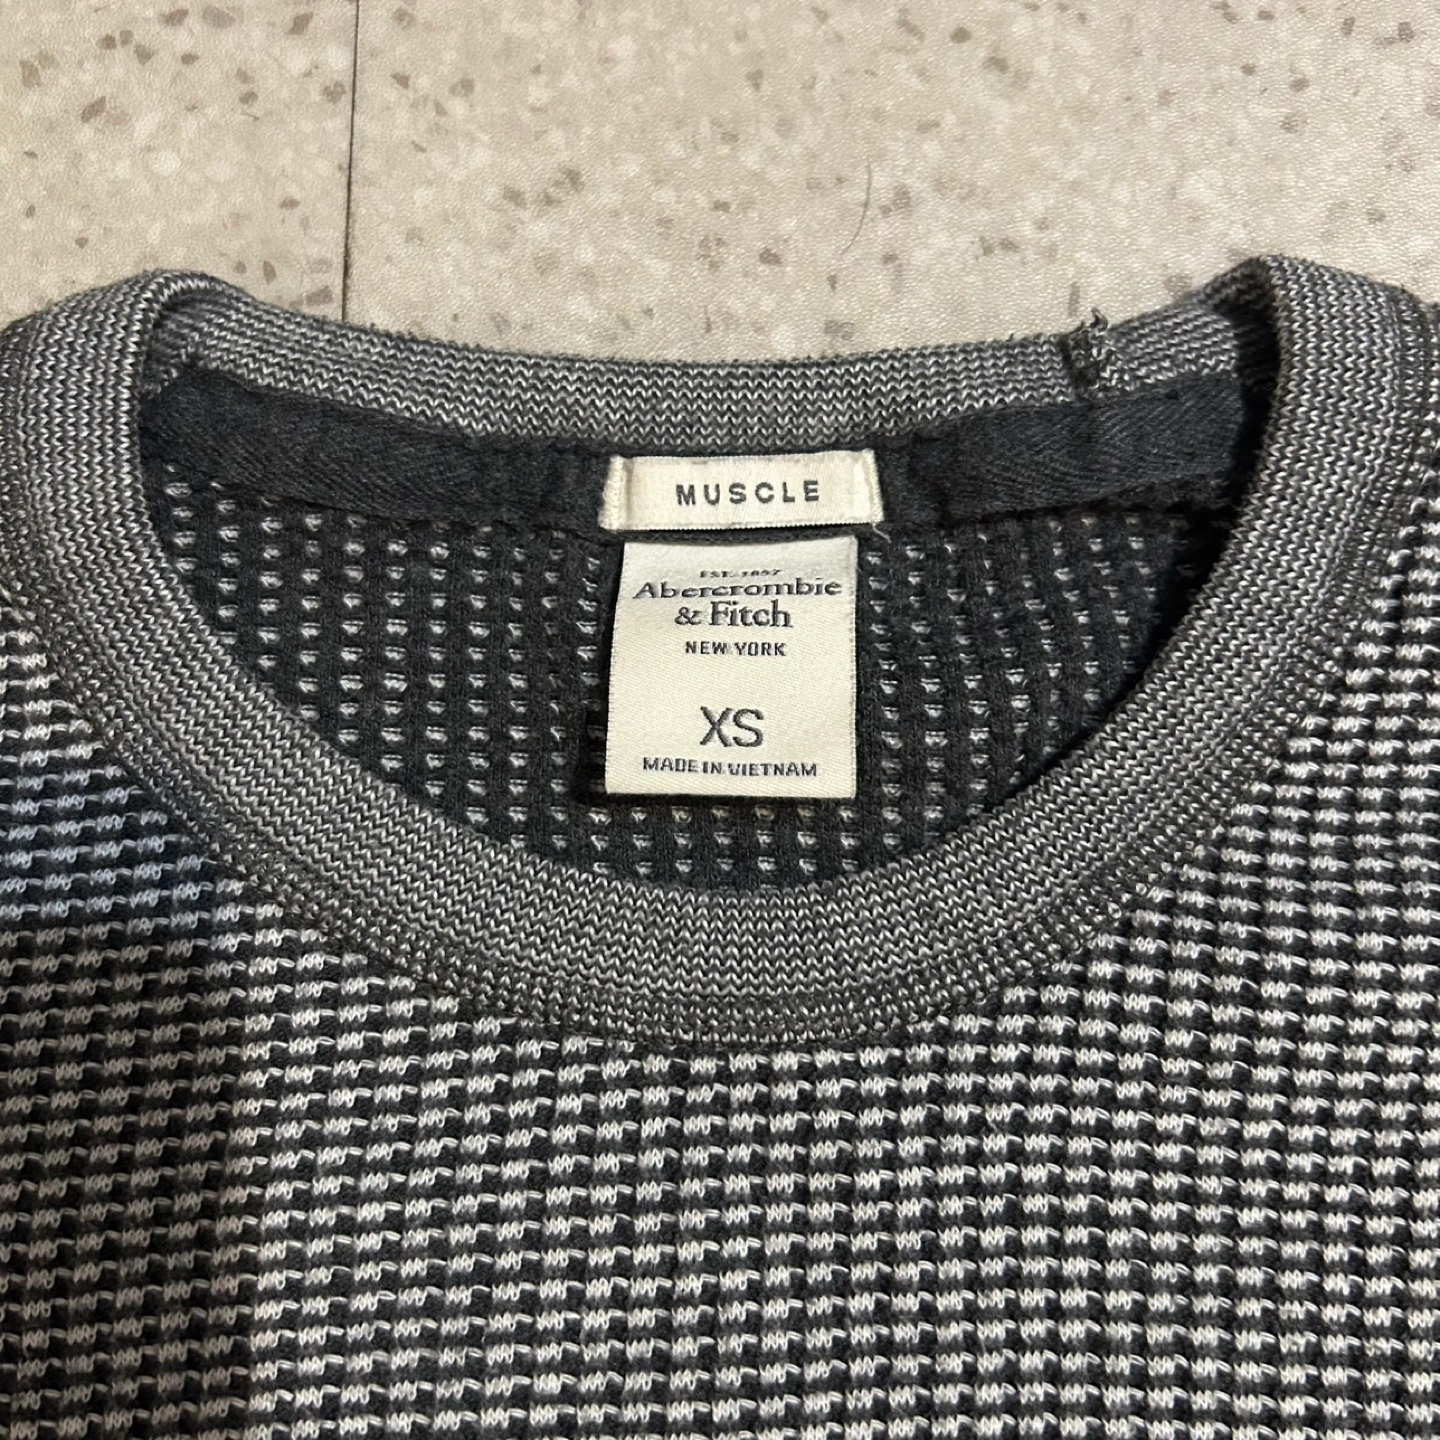 MUSCLE
EST. 1892
Abercrombie
& Fitch
NEW YORK
XS
MADE IN VIETNAM